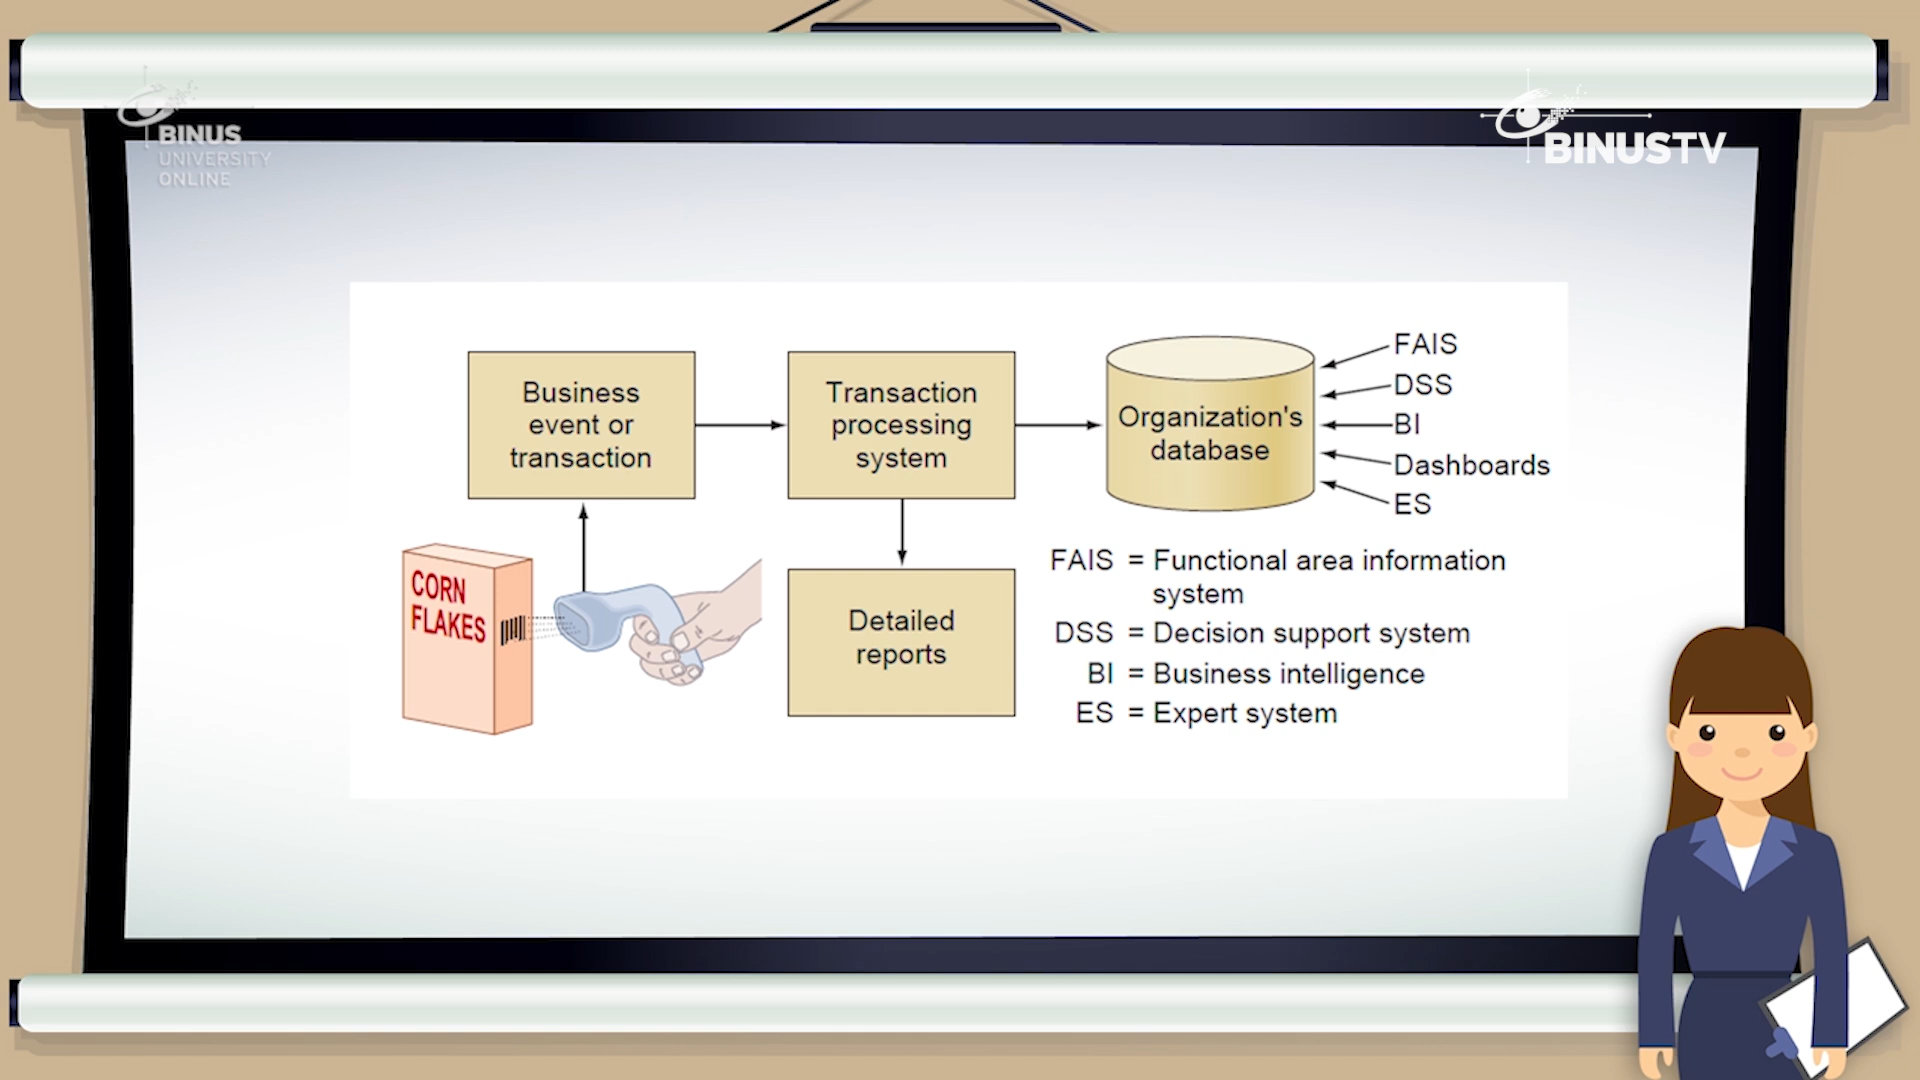 BINUS
UNIVERSITY
ONLINE
BINUSTV
Business
event or
transaction
Transaction
processing
system
Organization's
database
FAIS
DSS
BI
Dashboards
ES
CORN
FLAKES
Detailed
reports
FAIS = Functional area information
system
DSS = Decision support system
BI = Business intelligence
ES = Expert system